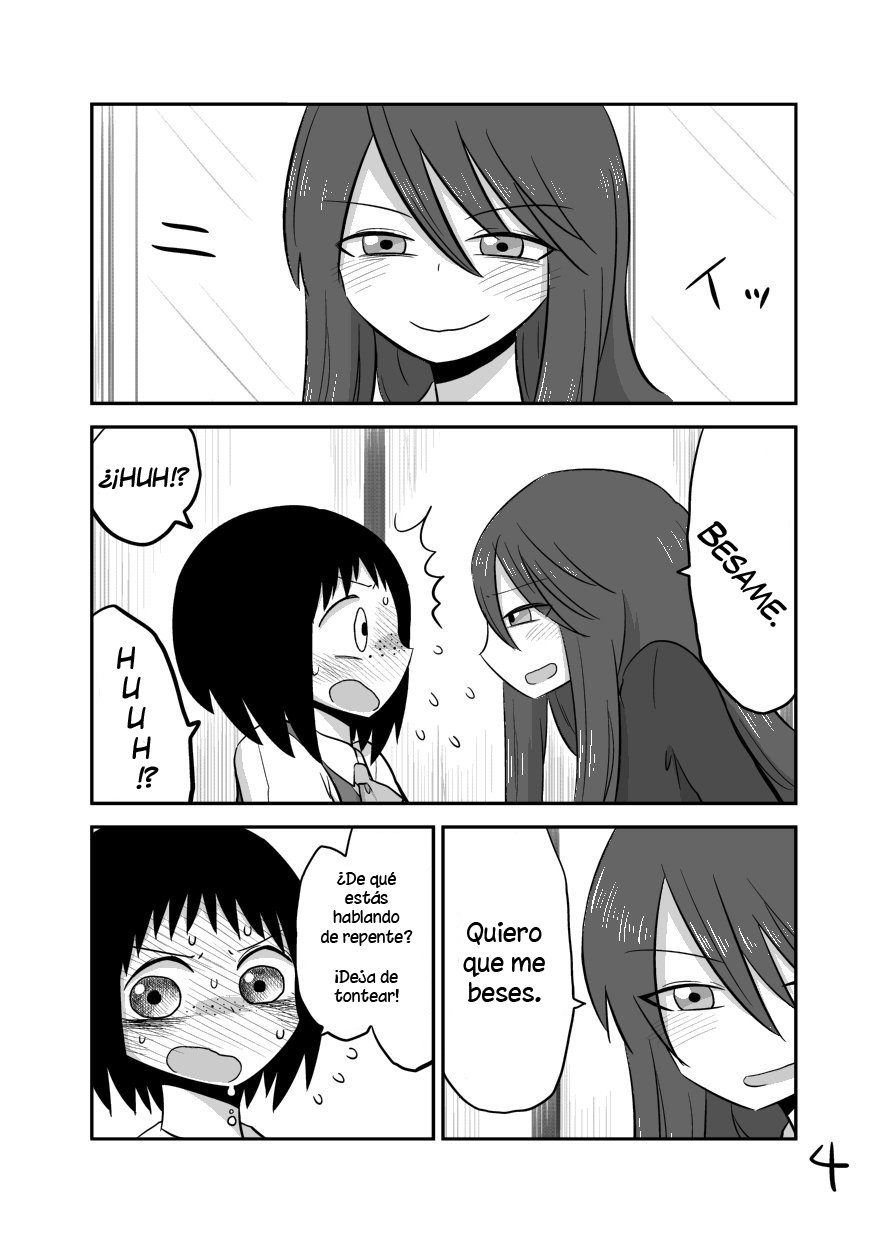 ニイッ
BESAME.
¿¡HUH!?
HUUH!?
Quiero
que me
beses.
¿De qué
estás
hablando
de repente?
¡Deja de
tontear!
4